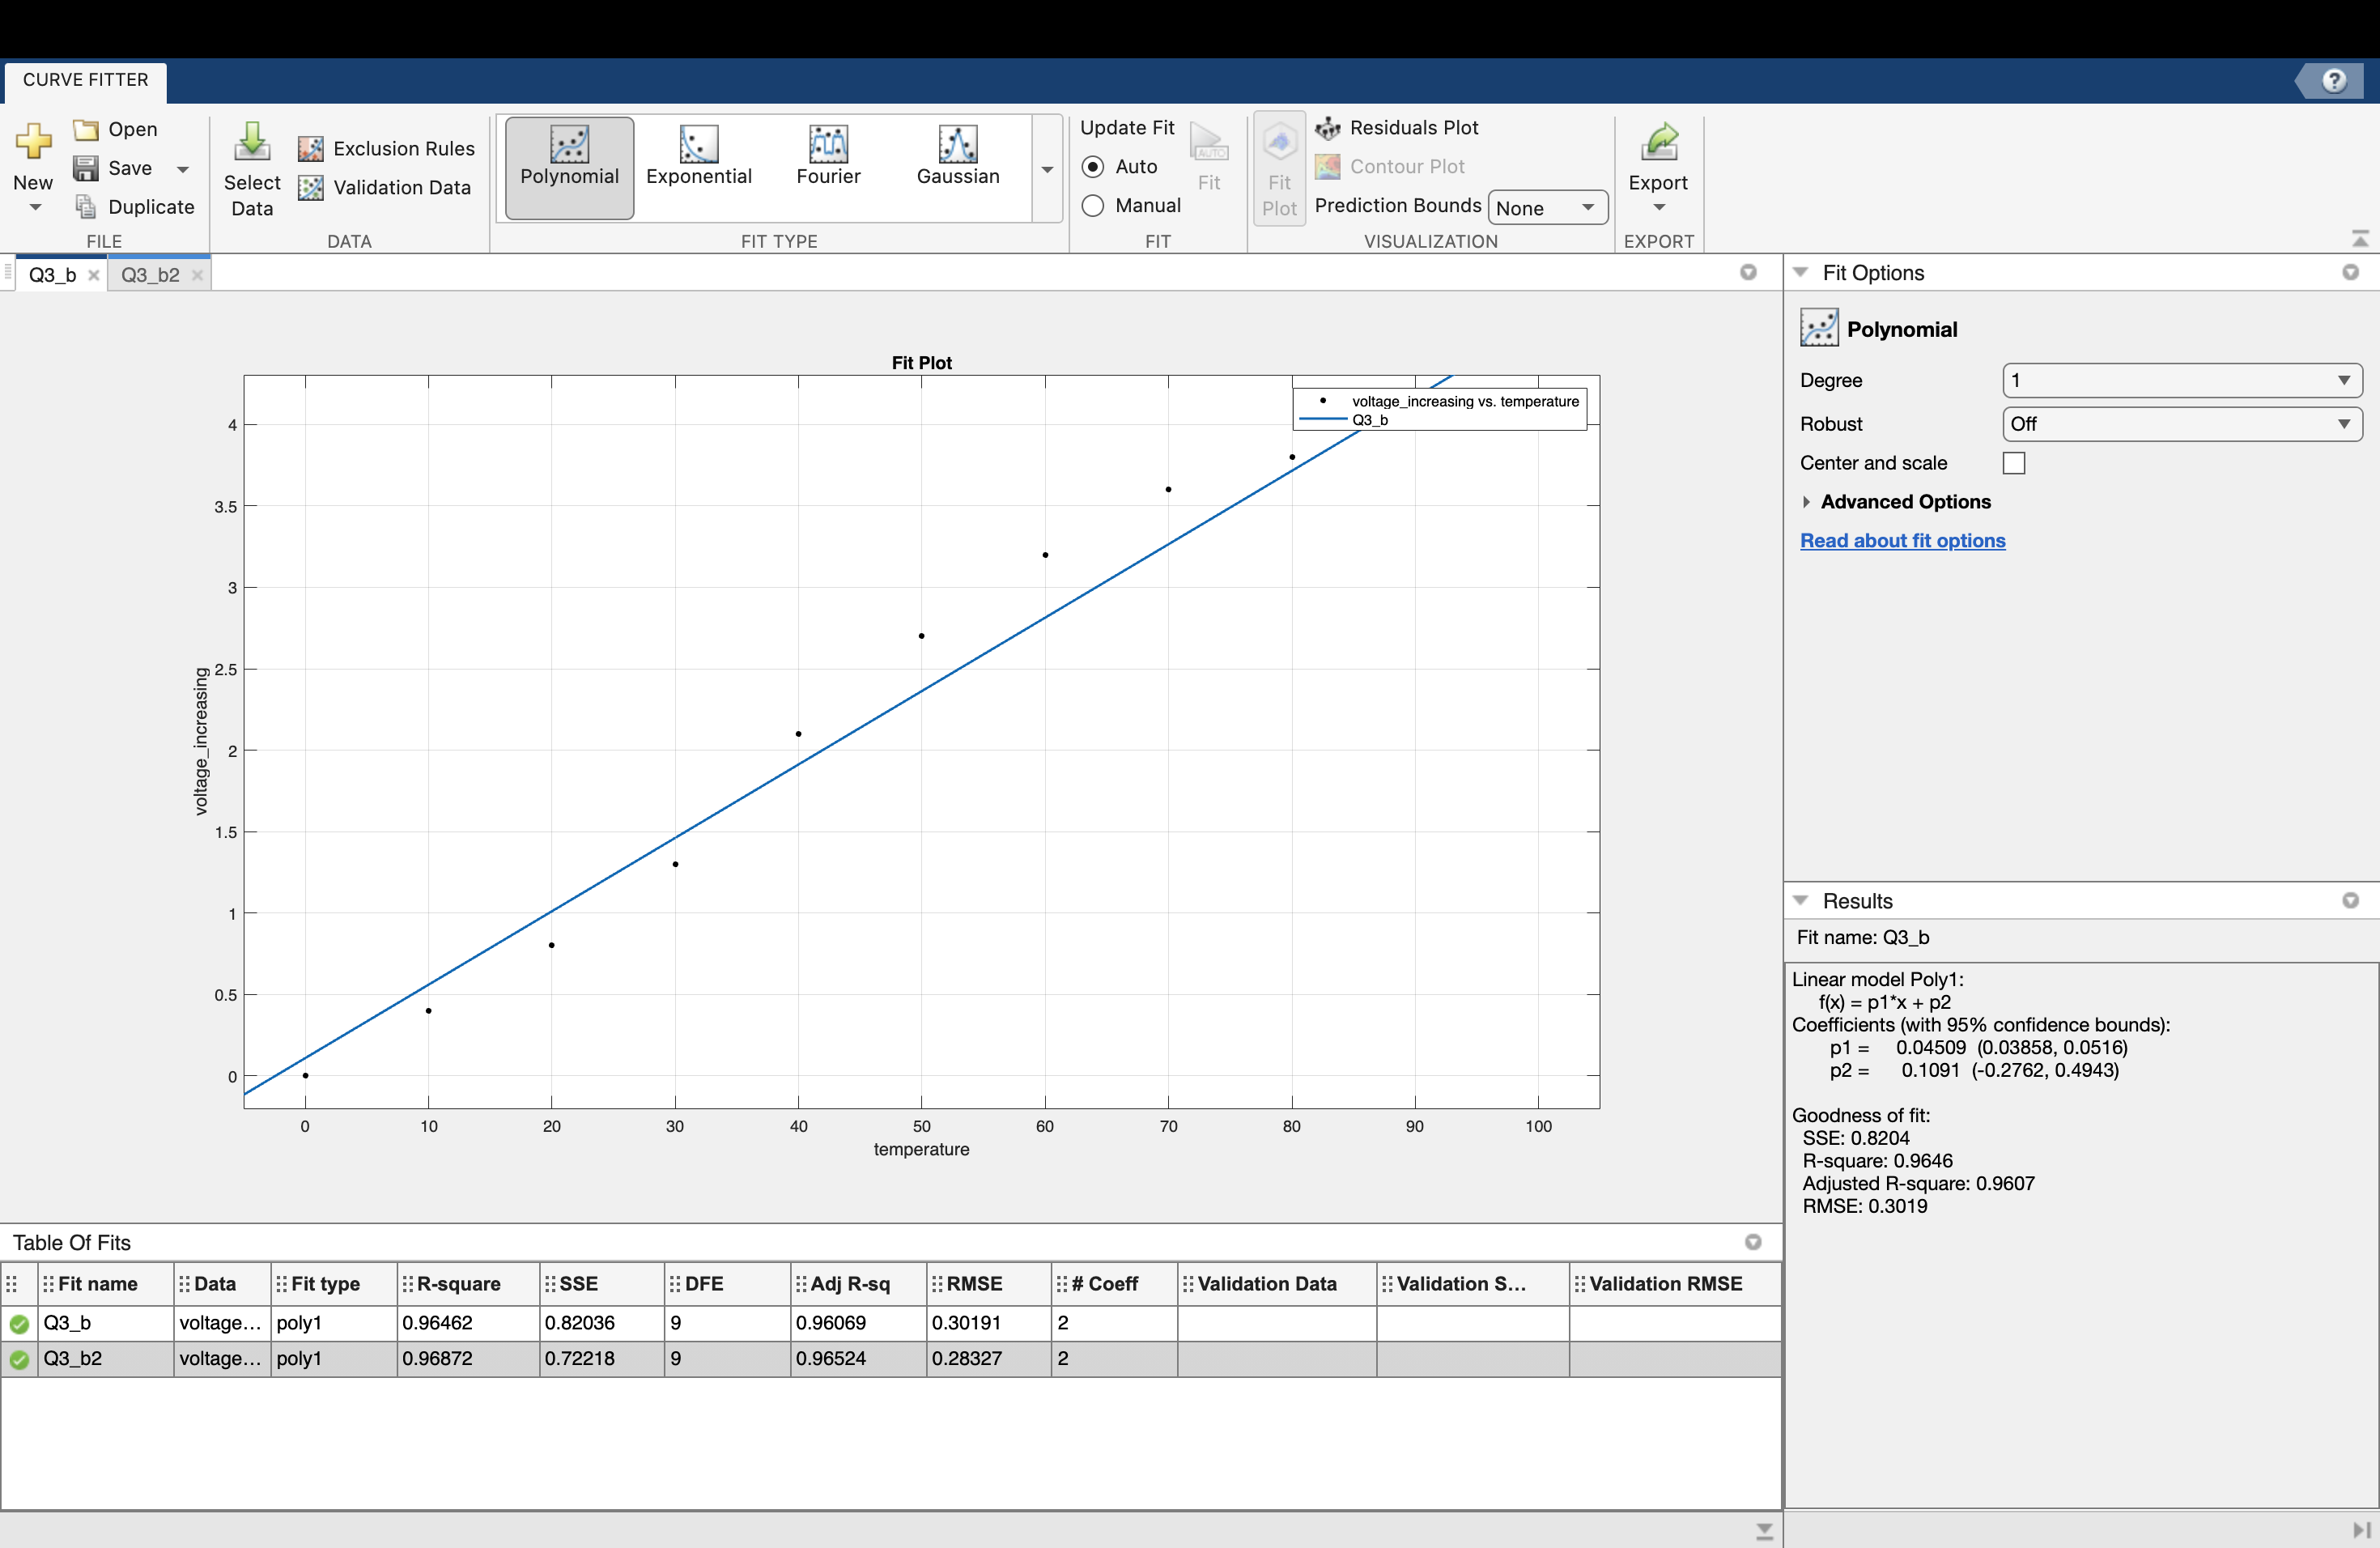 CURVE FITTER
?
New
Open
Save
Duplicate
FILE
Select
Data
Exclusion Rules
Validation Data
DATA
Polynomial
Exponential
Fourier
Gaussian
FIT TYPE
Update Fit
Auto
Manual
AUTO
Fit
FIT
Fit
Plot
Residuals Plot
Contour Plot
Prediction Bounds
None
VISUALIZATION
Export
EXPORT
Q3_b
Q3_b2
Fit Plot
voltage_increasing vs. temperature
Q3_b
4
3.5
3
2.5
2
1.5
1
0.5
0
voltage_increasing
0 10 20 30 40 50 60 70 80 90 100
temperature
Fit Options
Polynomial
Degree 1
Robust Off
Center and scale
Advanced Options
Read about fit options
Results
Fit name: Q3_b
Linear model Poly1:
f(x) = p1*x + p2
Coefficients (with 95% confidence bounds):
p1 = 0.04509 (0.03858, 0.0516)
p2 = 0.1091 (-0.2762, 0.4943)
Goodness of fit:
SSE: 0.8204
R-square: 0.9646
Adjusted R-square: 0.9607
RMSE: 0.3019
Table Of Fits
Fit name Data Fit type R-square SSE DFE Adj R-sq RMSE # Coeff Validation Data Validation S... Validation RMSE
Q3_b voltage... poly1 0.96462 0.82036 9 0.96069 0.30191 2
Q3_b2 voltage... poly1 0.96872 0.72218 9 0.96524 0.28327 2